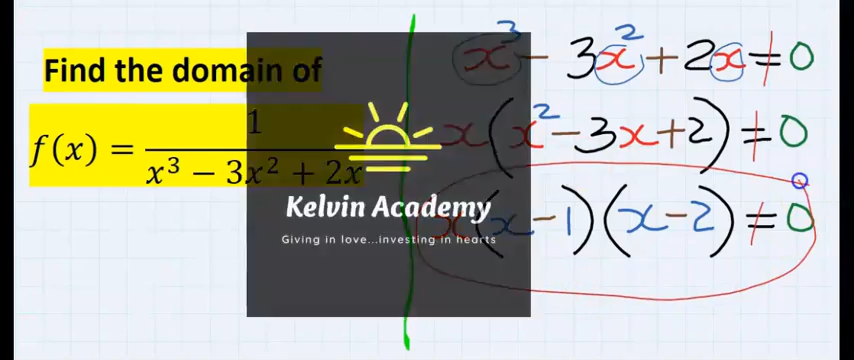 Find the domain of
f(x) = 1 / (x³ − 3x² + 2x)
x³ − 3x² + 2x ≠ 0
x(x² − 3x + 2) ≠ 0
x(x − 1)(x − 2) ≠ 0
Kelvin Academy
Giving in love...investing in hearts